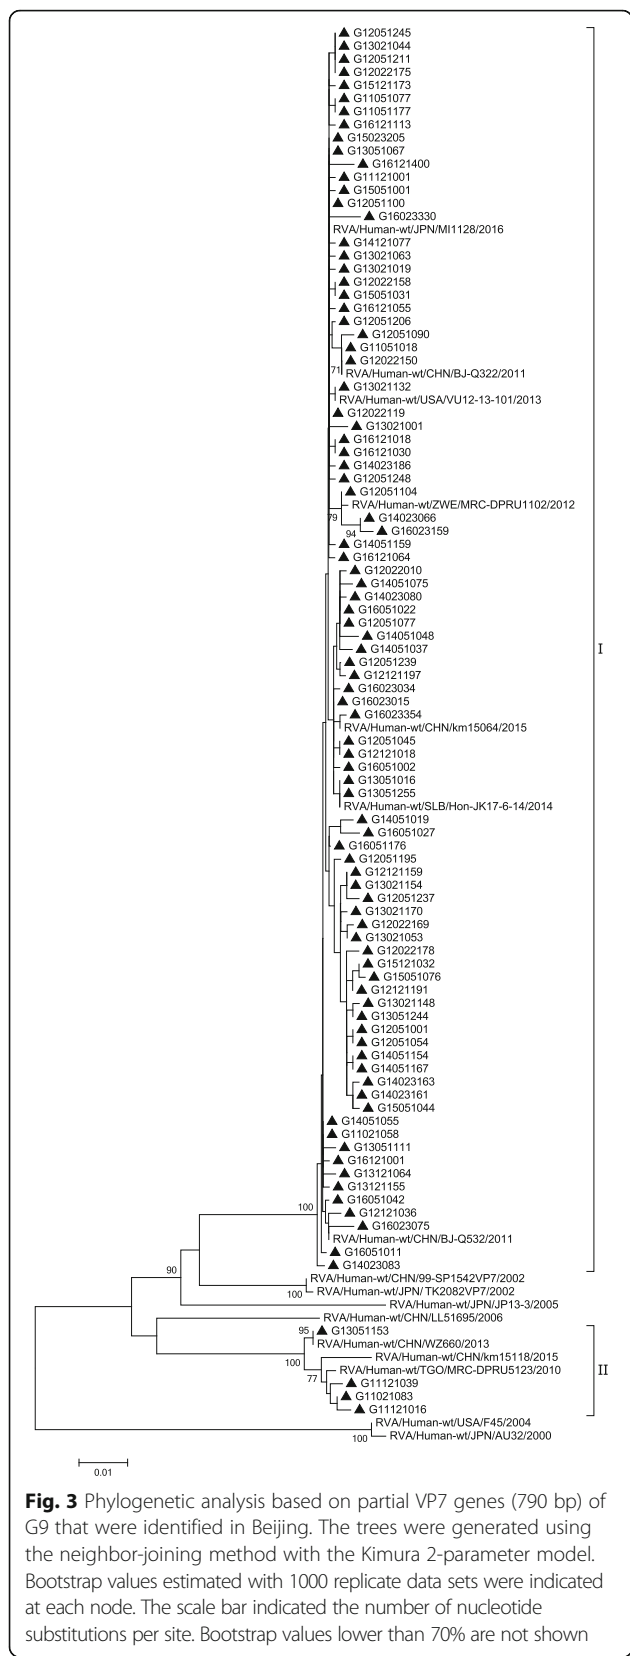 ▲ G12051245
▲ G13021044
▲ G12051211
▲ G12022175
▲ G15121173
▲ G11051077
▲ G11051177
▲ G16121113
▲ G15023205
▲ G13051067
▲ G16121400
▲ G11121001
▲ G15051001
▲ G12051100
▲ G16023330
RVA/Human-wt/JPN/MI1128/2016
▲ G14121077
▲ G13021063
▲ G13021019
▲ G12022158
▲ G15051031
▲ G16121055
▲ G12051206
▲ G12051090
▲ G11051018
▲ G12022150
71
RVA/Human-wt/CHN/BJ-Q322/2011
▲ G13021132
RVA/Human-wt/USA/VU12-13-101/2013
▲ G12022119
▲ G13021001
▲ G16121018
▲ G16121030
▲ G14023186
▲ G12051248
▲ G12051104
RVA/Human-wt/ZWE/MRC-DPRU1102/2012
79
▲ G14023066
94
▲ G16023159
▲ G14051159
▲ G16121064
▲ G12022010
▲ G14051075
▲ G14023080
▲ G16051022
▲ G12051077
▲ G14051048
▲ G14051037
I
▲ G12051239
▲ G12121197
▲ G16023034
▲ G16023015
▲ G16023354
RVA/Human-wt/CHN/km15064/2015
▲ G12051045
▲ G12121018
▲ G16051002
▲ G13051016
▲ G13051255
RVA/Human-wt/SLB/Hon-JK17-6-14/2014
▲ G14051019
▲ G16051027
▲ G16051176
▲ G12051195
▲ G12121159
▲ G13021154
▲ G12051237
▲ G13021170
▲ G12022169
▲ G13021053
▲ G12022178
▲ G15121032
▲ G15051076
▲ G12121191
▲ G13021148
▲ G13051244
▲ G12051001
▲ G12051054
▲ G14051154
▲ G14051167
▲ G14023163
▲ G14023161
▲ G15051044
▲ G14051055
▲ G11021058
▲ G13051111
▲ G16121001
▲ G13121064
▲ G13121155
▲ G16051042
100
▲ G12121036
▲ G16023075
RVA/Human-wt/CHN/BJ-Q532/2011
▲ G16051011
▲ G14023083
90
RVA/Human-wt/CHN/99-SP1542VP7/2002
100
RVA/Human-wt/JPN/ TK2082VP7/2002
RVA/Human-wt/JPN/JP13-3/2005
RVA/Human-wt/CHN/LL51695/2006
95
▲ G13051153
RVA/Human-wt/CHN/WZ660/2013
100
RVA/Human-wt/CHN/km15118/2015
77
RVA/Human-wt/TGO/MRC-DPRU5123/2010
II
▲ G11121039
▲ G11021083
▲ G11121016
RVA/Human-wt/USA/F45/2004
100
RVA/Human-wt/JPN/AU32/2000
0.01
Fig. 3 Phylogenetic analysis based on partial VP7 genes (790 bp) of
G9 that were identified in Beijing. The trees were generated using
the neighbor-joining method with the Kimura 2-parameter model.
Bootstrap values estimated with 1000 replicate data sets were indicated
at each node. The scale bar indicated the number of nucleotide
substitutions per site. Bootstrap values lower than 70% are not shown